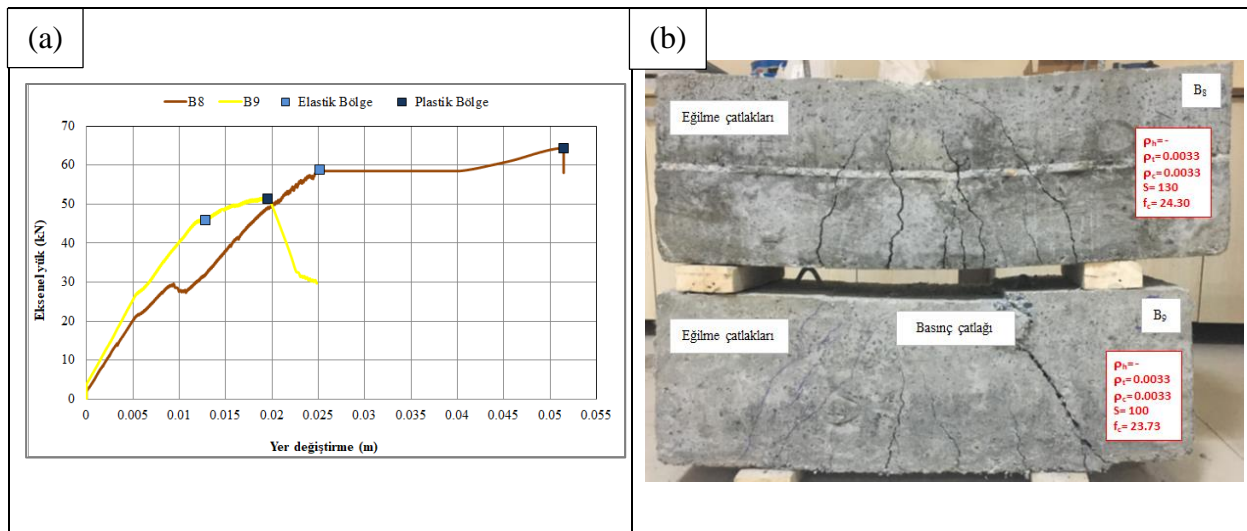 (a)
B8 B9 Elastik Bölge Plastik Bölge
70
60
50
40
30
20
10
0
Eksenel yük (kN)
0 0.005 0.01 0.015 0.02 0.025 0.03 0.035 0.04 0.045 0.05 0.055
Yer değiştirme (m)
(b)
B8
Eğilme çatlakları
ρh=-
ρt=0.0033
ρc=0.0033
S= 130
fc= 24.30
B9
Eğilme çatlakları
Basınç çatlağı
ρh=-
ρt=0.0033
ρc=0.0033
S= 100
fc= 23.73